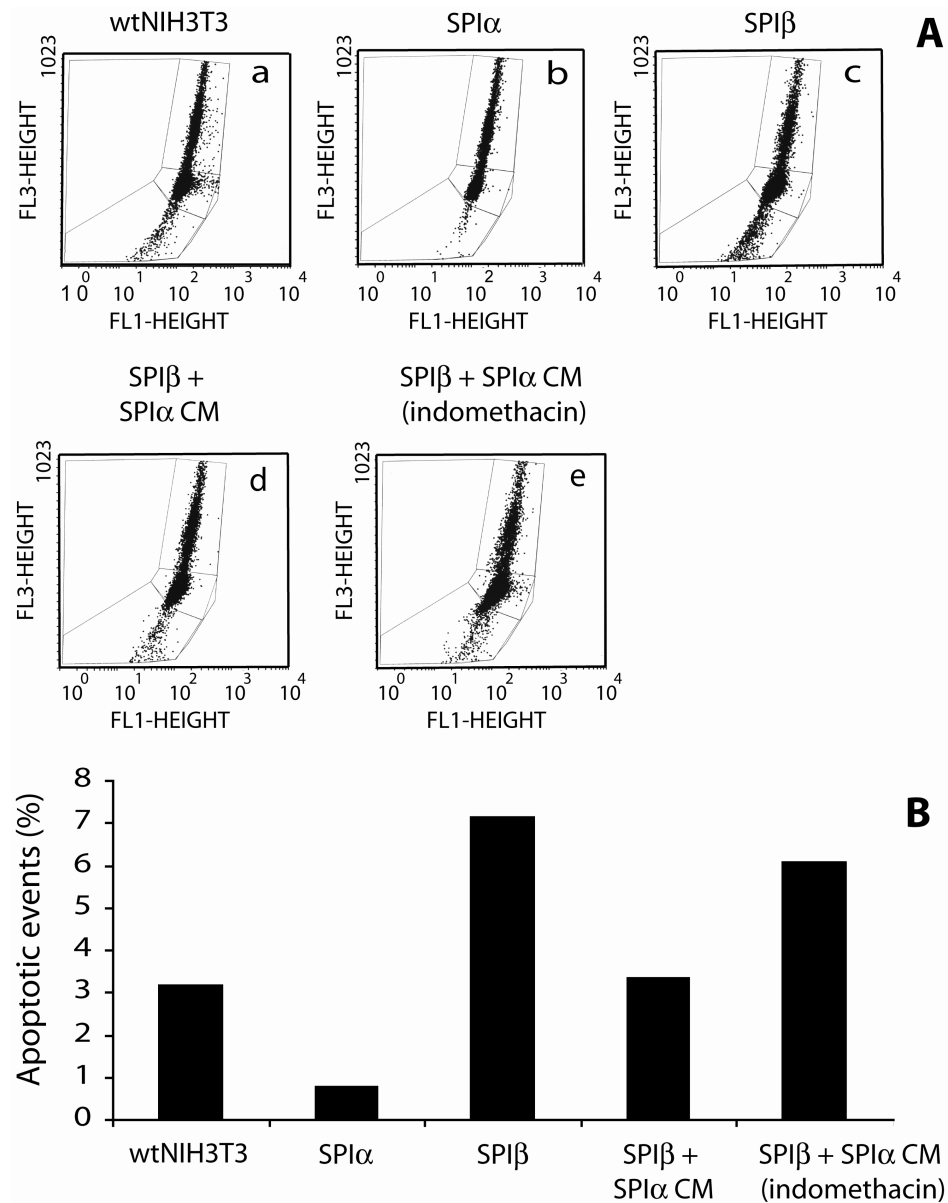 wtNIH3T3 SPIα SPIβ A
1023 a 1023 b 1023 c
FL3-HEIGHT FL3-HEIGHT FL3-HEIGHT
0 1 2 3 4 0 1 2 3 4 0 1 2 3 4
1 0 10 10 10 10 10 10 10 10 10 10 10 10 10 10
FL1-HEIGHT FL1-HEIGHT FL1-HEIGHT
SPIβ + SPIβ + SPIα CM
SPIα CM (indomethacin)
1023 d 1023 e
FL3-HEIGHT FL3-HEIGHT
0 1 2 3 4 0 1 2 3 4
10 10 10 10 10 10 10 10 10 10
FL1-HEIGHT FL1-HEIGHT
B
Apoptotic events (%)
8
7
6
5
4
3
2
1
0
wtNIH3T3 SPIα SPIβ SPIβ + SPIβ + SPIα CM
SPIα CM (indomethacin)